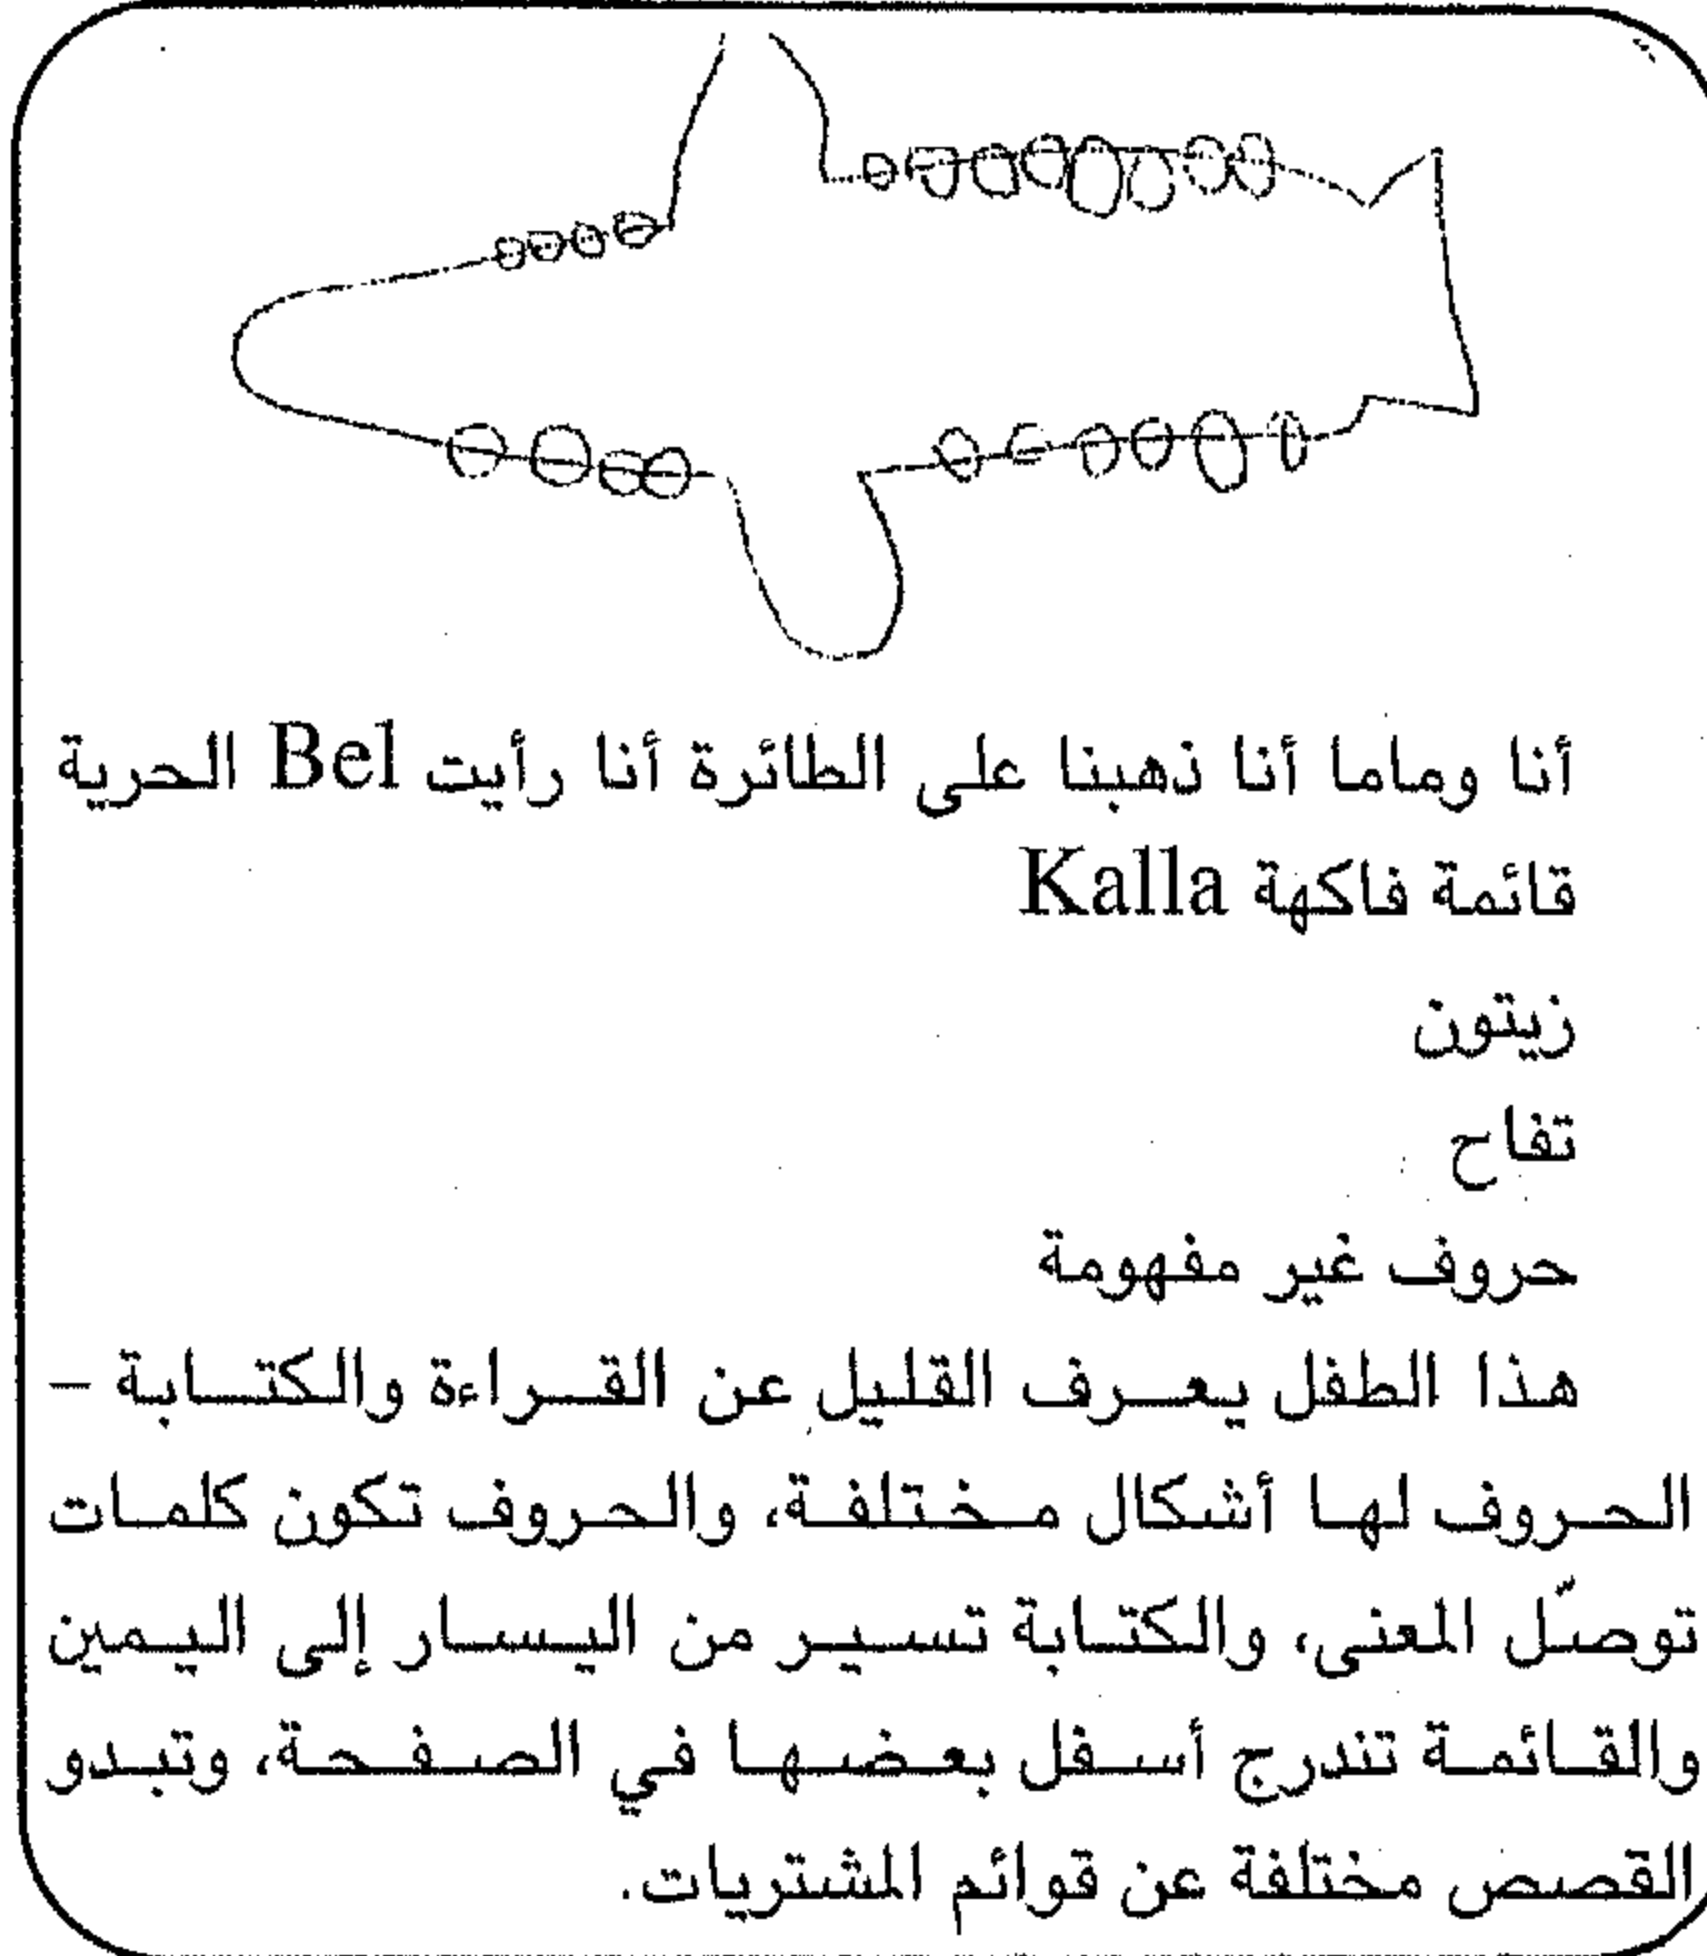 أنا وماما أنا ذهبنا على الطائرة أنا رأيت Bel الحرية
قائمة فاكهة Kalla
زيتون
تفاح
حروف غير مفهومة
هذا الطفل يعرف القليل عن القراءة والكتابة –
الحروف لها أشكال مختلفة، والحروف تكون كلمات
توصّل المعنى، والكتابة تسير من اليسار إلى اليمين
والقائمة تندرج أسفل بعضها في الصفحة، وتبدو
القصص مختلفة عن قوائم المشتريات.